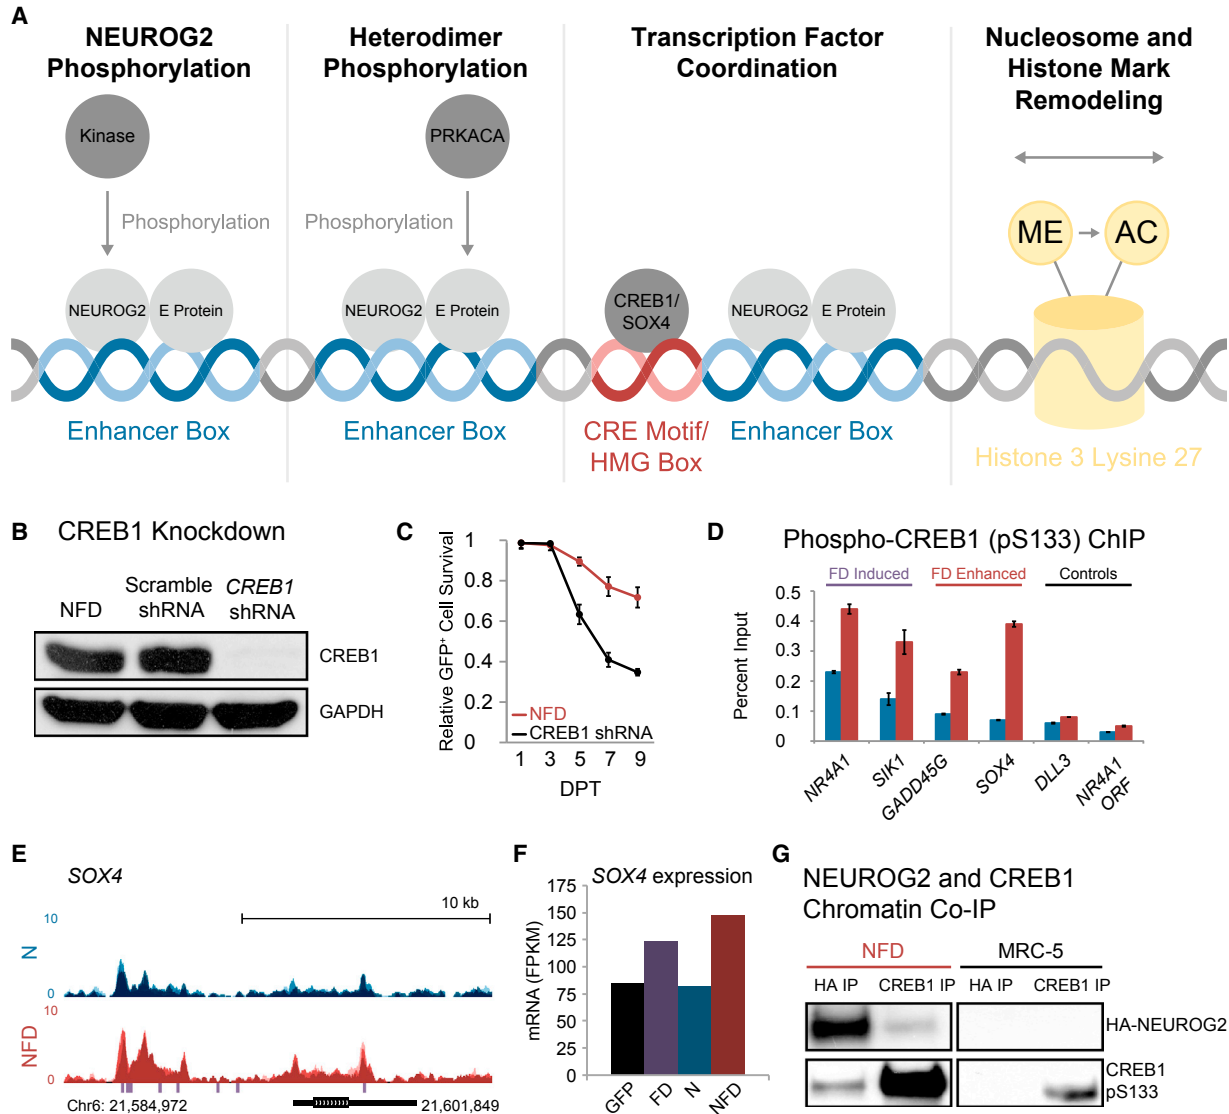 A
NEUROG2
Phosphorylation
Kinase
Phosphorylation
NEUROG2
E Protein
Enhancer Box
Heterodimer
Phosphorylation
PRKACA
Phosphorylation
NEUROG2
E Protein
Enhancer Box
Transcription Factor
Coordination
CREB1/
SOX4
NEUROG2
E Protein
CRE Motif/
HMG Box
Enhancer Box
Nucleosome and
Histone Mark
Remodeling
ME
AC
Histone 3 Lysine 27
B
CREB1 Knockdown
NFD
Scramble
shRNA
CREB1
shRNA
CREB1
GAPDH
C
Relative GFP+ Cell Survival
1
0.8
0.6
0.4
0.2
0
NFD
CREB1 shRNA
1 3 5 7 9
DPT
D
Phospho-CREB1 (pS133) ChIP
FD Induced
FD Enhanced
Controls
Percent Input
0.5
0.4
0.3
0.2
0.1
0
NR4A1
SIK1
GADD45G
SOX4
DLL3
NR4A1
ORF
E
SOX4
10 kb
10
N
0
10
NFD
0
Chr6: 21,584,972
21,601,849
F
SOX4 expression
mRNA (FPKM)
175
150
125
100
75
50
25
0
GFP
FD
N
NFD
G
NEUROG2 and CREB1
Chromatin Co-IP
NFD
MRC-5
HA IP
CREB1 IP
HA IP
CREB1 IP
HA-NEUROG2
CREB1
pS133